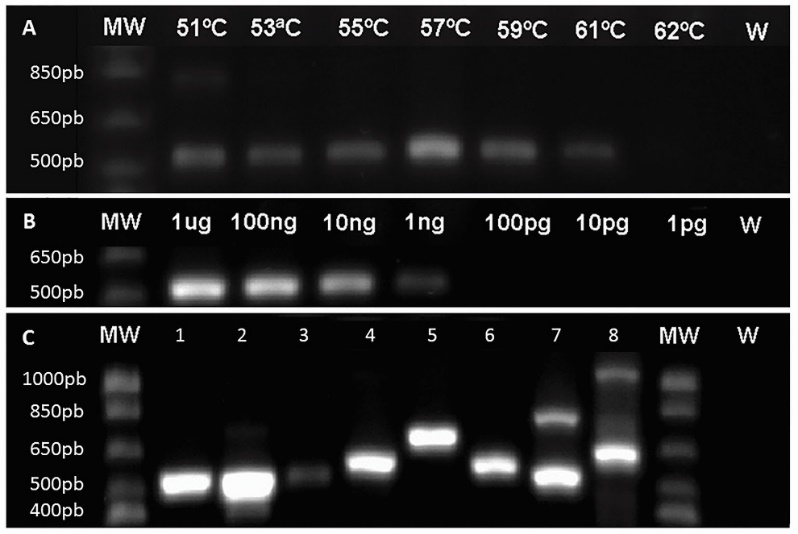 A MW 51ºC 53ªC 55ºC 57ºC 59ºC 61ºC 62ºC W
850pb
650pb
500pb
B MW 1ug 100ng 10ng 1ng 100pg 10pg 1pg W
650pb
500pb
C MW 1 2 3 4 5 6 7 8 MW W
1000pb
850pb
650pb
500pb
400pb